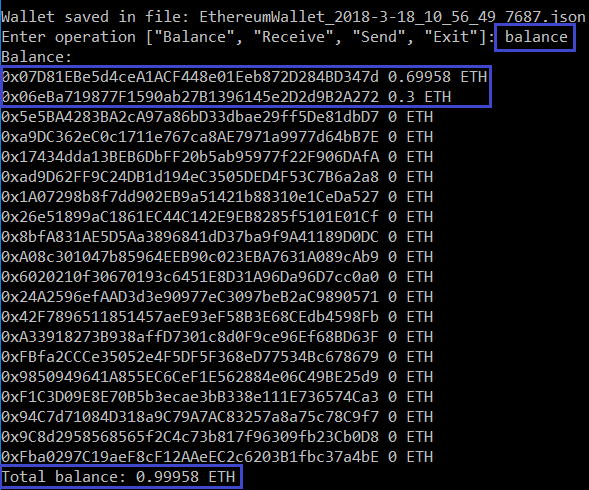 Wallet saved in file: EthereumWallet_2018-3-18_10_56_49_7687.json
Enter operation ["Balance", "Receive", "Send", "Exit"]: balance
Balance:
0x07D81EBe5d4ceA1ACF448e01Eeb872D284BD347d 0.69958 ETH
0x06eBa719877F1590ab27B1396145e2D2d9B2A272 0.3 ETH
0x5e5BA4283BA2cA97a86bD33dbae29ff5De81dbD7 0 ETH
0xa9DC362eC0c1711e767ca8AE7971a9977d64bB7E 0 ETH
0x17434dda13BEB6DbFF20b5ab95977f22F906DAfA 0 ETH
0xad9D62FF9C24DB1d194eC3505DED4F53C7B6a2a8 0 ETH
0x1A07298b8f7dd902EB9a51421b88310e1CeDa527 0 ETH
0x26e51899aC1861EC44C142E9EB8285f5101E01Cf 0 ETH
0x8bfA831AE5D5Aa3896841dD37ba9f9A41189D0DC 0 ETH
0xA08c301047b85964EEB90c023EBA7631A089cAb9 0 ETH
0x6020210f30670193c6451E8D31A96Da96D7cc0a0 0 ETH
0x24A2596efAAD3d3e90977eC3097beB2aC9890571 0 ETH
0x42F7896511851457aeE93eF58B3E68CEdb4598Fb 0 ETH
0xA33918273B938affD7301c8d0F9ce96Ef68BD63F 0 ETH
0xFBfa2CCCe35052e4F5DF5F368eD77534Bc678679 0 ETH
0x9850949641A855EC6CeF1E562884e06C49BE25d9 0 ETH
0xF1C3D09E8E70B5b3ecae3bB338e111E736574Ca3 0 ETH
0x94C7d71084D318a9C79A7AC83257a8a75c78C9f7 0 ETH
0x9C8d2958568565f2C4c73b817f96309fb23Cb0D8 0 ETH
0xFba0297C19aeF8cF12AAeEC2c6203B1fbc37a4bE 0 ETH
Total balance: 0.99958 ETH